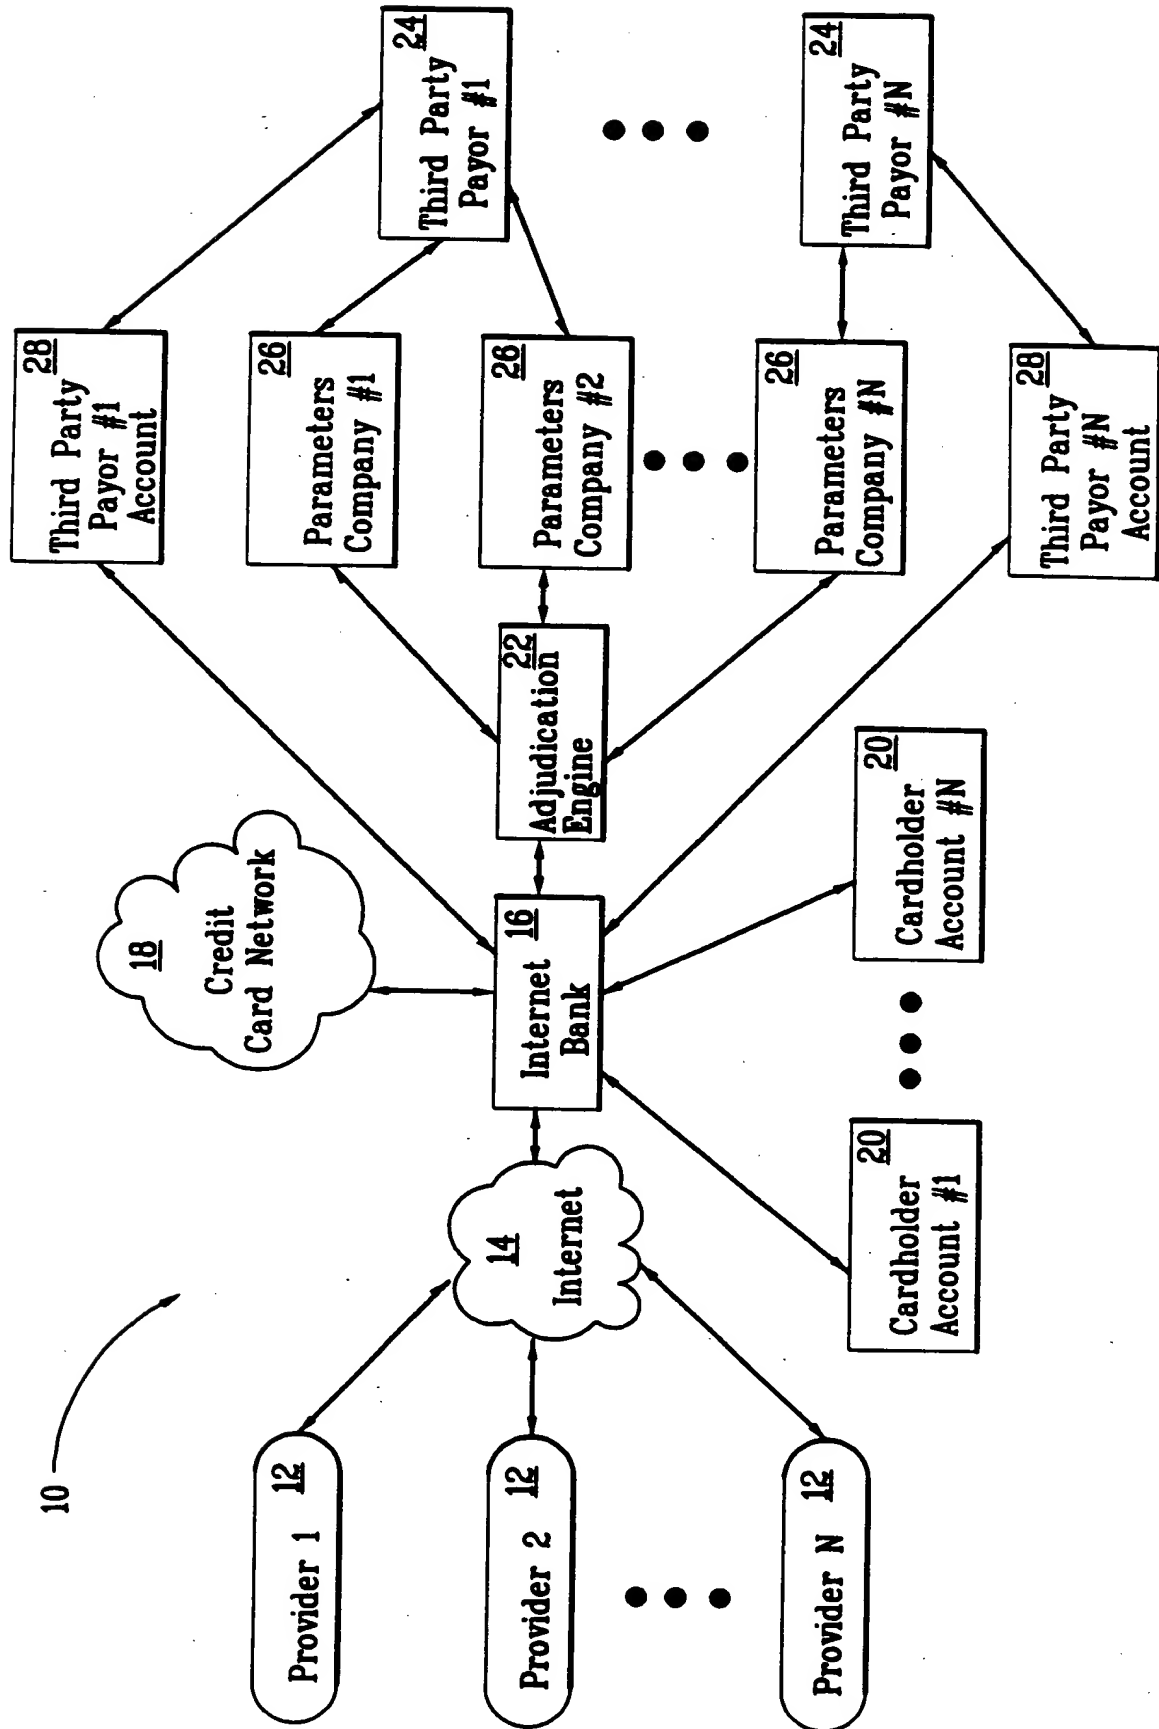 10
Provider 1 12
Provider 2 12
Provider N 12
14
Internet
18
Credit
Card Network
16
Internet
Bank
20
Cardholder
Account #1
20
Cardholder
Account #N
22
Adjudication
Engine
28
Third Party
Payor #1
Account
26
Parameters
Company #1
26
Parameters
Company #2
26
Parameters
Company #N
28
Third Party
Payor #N
Account
24
Third Party
Payor #1
24
Third Party
Payor #N